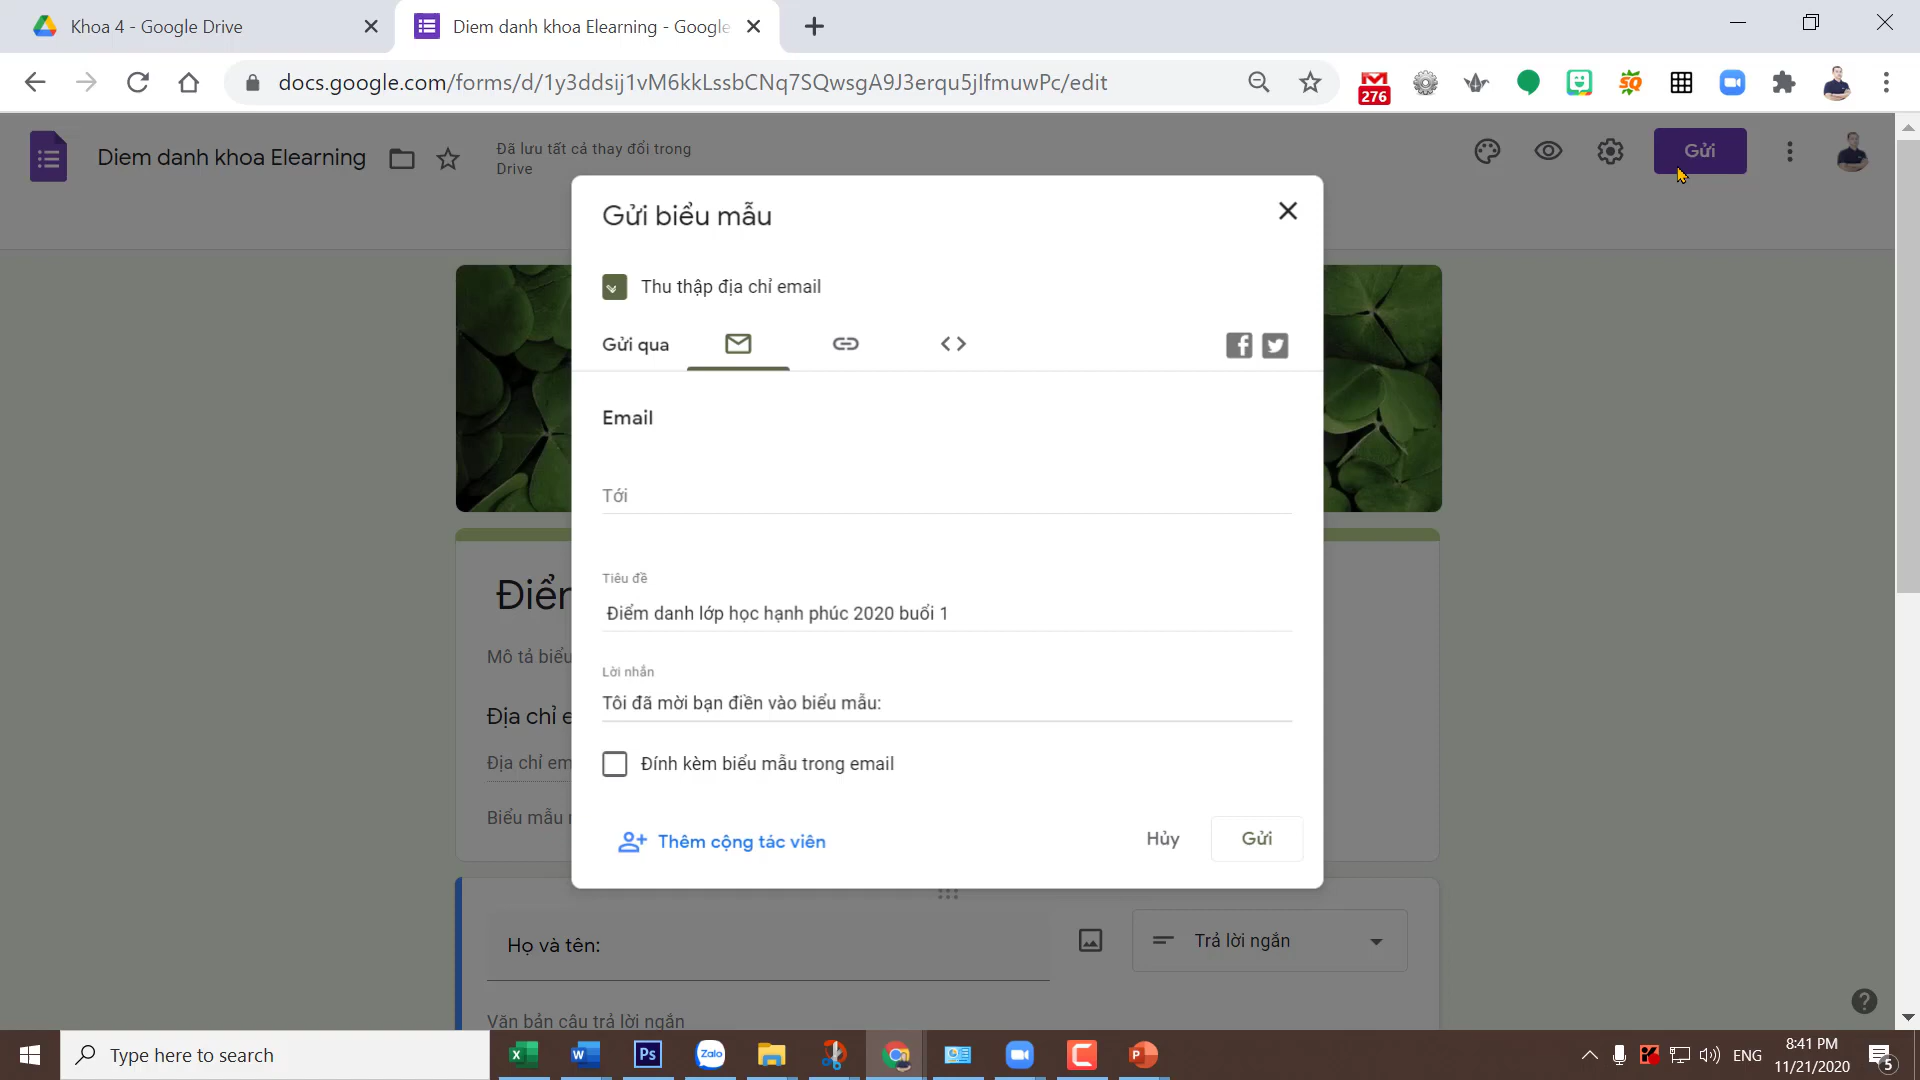 Khoa 4 - Google Drive
Diem danh khoa Elearning - Google
docs.google.com/forms/d/1y3ddsij1vM6kkLssbCNq7SQwsgA9J3erqu5jIfmuwPc/edit
276
Diem danh khoa Elearning
Đã lưu tất cả thay đổi trong
Drive
Gửi
Gửi biểu mẫu
Thu thập địa chỉ email
Gửi qua
Email
Tới
Tiêu đề
Điểm danh lớp học hạnh phúc 2020 buổi 1
Lời nhắn
Tôi đã mời bạn điền vào biểu mẫu:
Đính kèm biểu mẫu trong email
Thêm cộng tác viên
Hủy
Gửi
Mô tả biểu
Địa chỉ e
Địa chỉ em
Biểu mẫu
Họ và tên:
Trả lời ngắn
Văn bản câu trả lời ngắn
Type here to search
Ps
Zalo
ENG
8:41 PM
11/21/2020
5